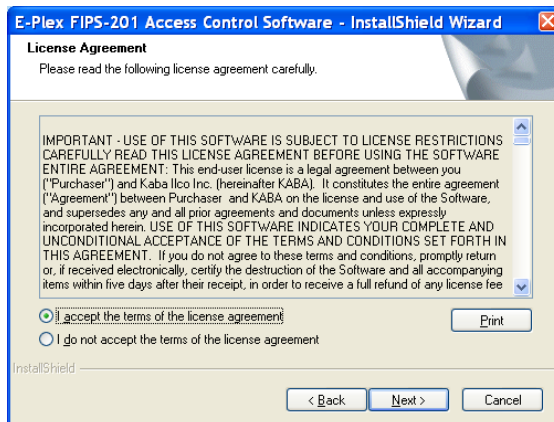 E-Plex FIPS-201 Access Control Software - InstallShield Wizard
License Agreement
Please read the following license agreement carefully.
IMPORTANT - USE OF THIS SOFTWARE IS SUBJECT TO LICENSE RESTRICTIONS
CAREFULLY READ THIS LICENSE AGREEMENT BEFORE USING THE SOFTWARE
ENTIRE AGREEMENT: This end-user license is a legal agreement between you
("Purchaser") and Kaba Ilco Inc. (hereinafter KABA). It constitutes the entire agreement
("Agreement") between Purchaser and KABA on the license and use of the Software,
and supersedes any and all prior agreements and documents unless expressly
incorporated herein. USE OF THIS SOFTWARE INDICATES YOUR COMPLETE AND
UNCONDITIONAL ACCEPTANCE OF THE TERMS AND CONDITIONS SET FORTH IN
THIS AGREEMENT. If you do not agree to these terms and conditions, promptly return
or, if received electronically, certify the destruction of the Software and all accompanying
items within five days after their receipt, in order to receive a full refund of any license fee
I accept the terms of the license agreement
Print
I do not accept the terms of the license agreement
InstallShield
< Back
Next >
Cancel